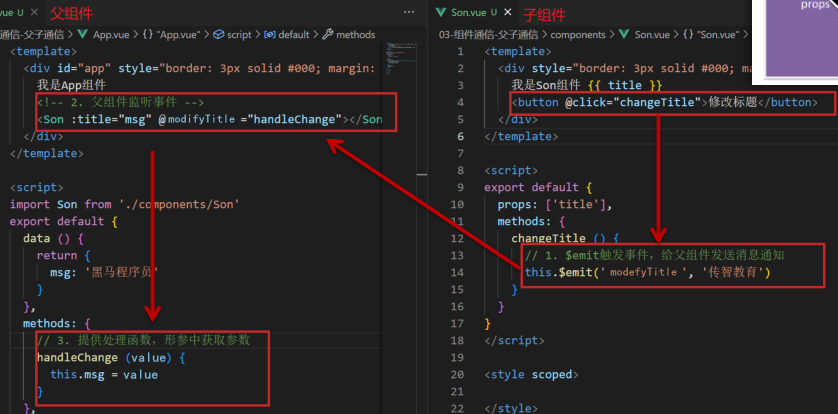 .vue U ✕ 父组件 ···
通信-父子通信 > App.vue > {} "App.vue" > script > default > methods
<template>
<div id="app" style="border: 3px solid #000; margin:
我是App组件
<!-- 2. 父组件监听事件 -->
<Son :title="msg" @modifyTitle="handleChange"></Son
</div>
</template>
<script>
import Son from './components/Son'
export default {
data () {
return {
msg: '黑马程序员'
}
},
methods: {
// 3. 提供处理函数，形参中获取参数
handleChange (value) {
this.msg = value
}
},
Son.vue U ✕ 子组件
03-组件通信-父子通信 > components > Son.vue > {} "Son.vue" >
props
1 <template>
2 <div style="border: 3px solid #000; margin
3 我是Son组件 {{ title }}
4 <button @click="changeTitle">修改标题</button>
5 </div>
6 </template>
7
8 <script>
9 export default {
10 props: ['title'],
11 methods: {
12 changeTitle () {
13 // 1. $emit触发事件，给父组件发送消息通知
14 this.$emit('modefyTitle', '传智教育')
15 }
16 }
17 }
18 </script>
19
20 <style scoped>
21
22 </style>